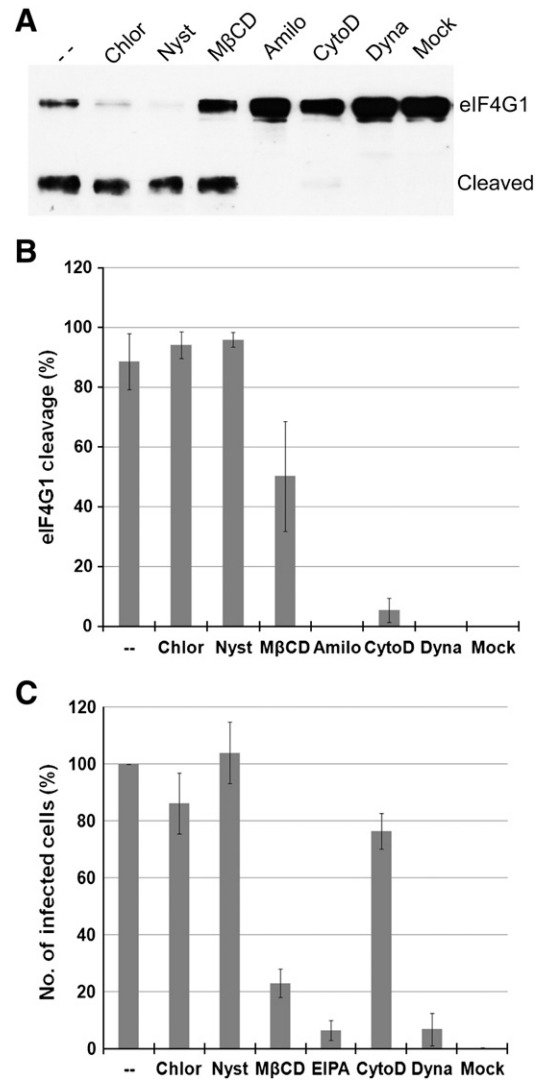 A
-- Chlor Nyst MβCD Amilo CytoD Dyna Mock
eIF4G1
Cleaved
B
eIF4G1 cleavage (%)
120
100
80
60
40
20
0
-- Chlor Nyst MβCD Amilo CytoD Dyna Mock
C
No. of infected cells (%)
120
100
80
60
40
20
0
-- Chlor Nyst MβCD EIPA CytoD Dyna Mock